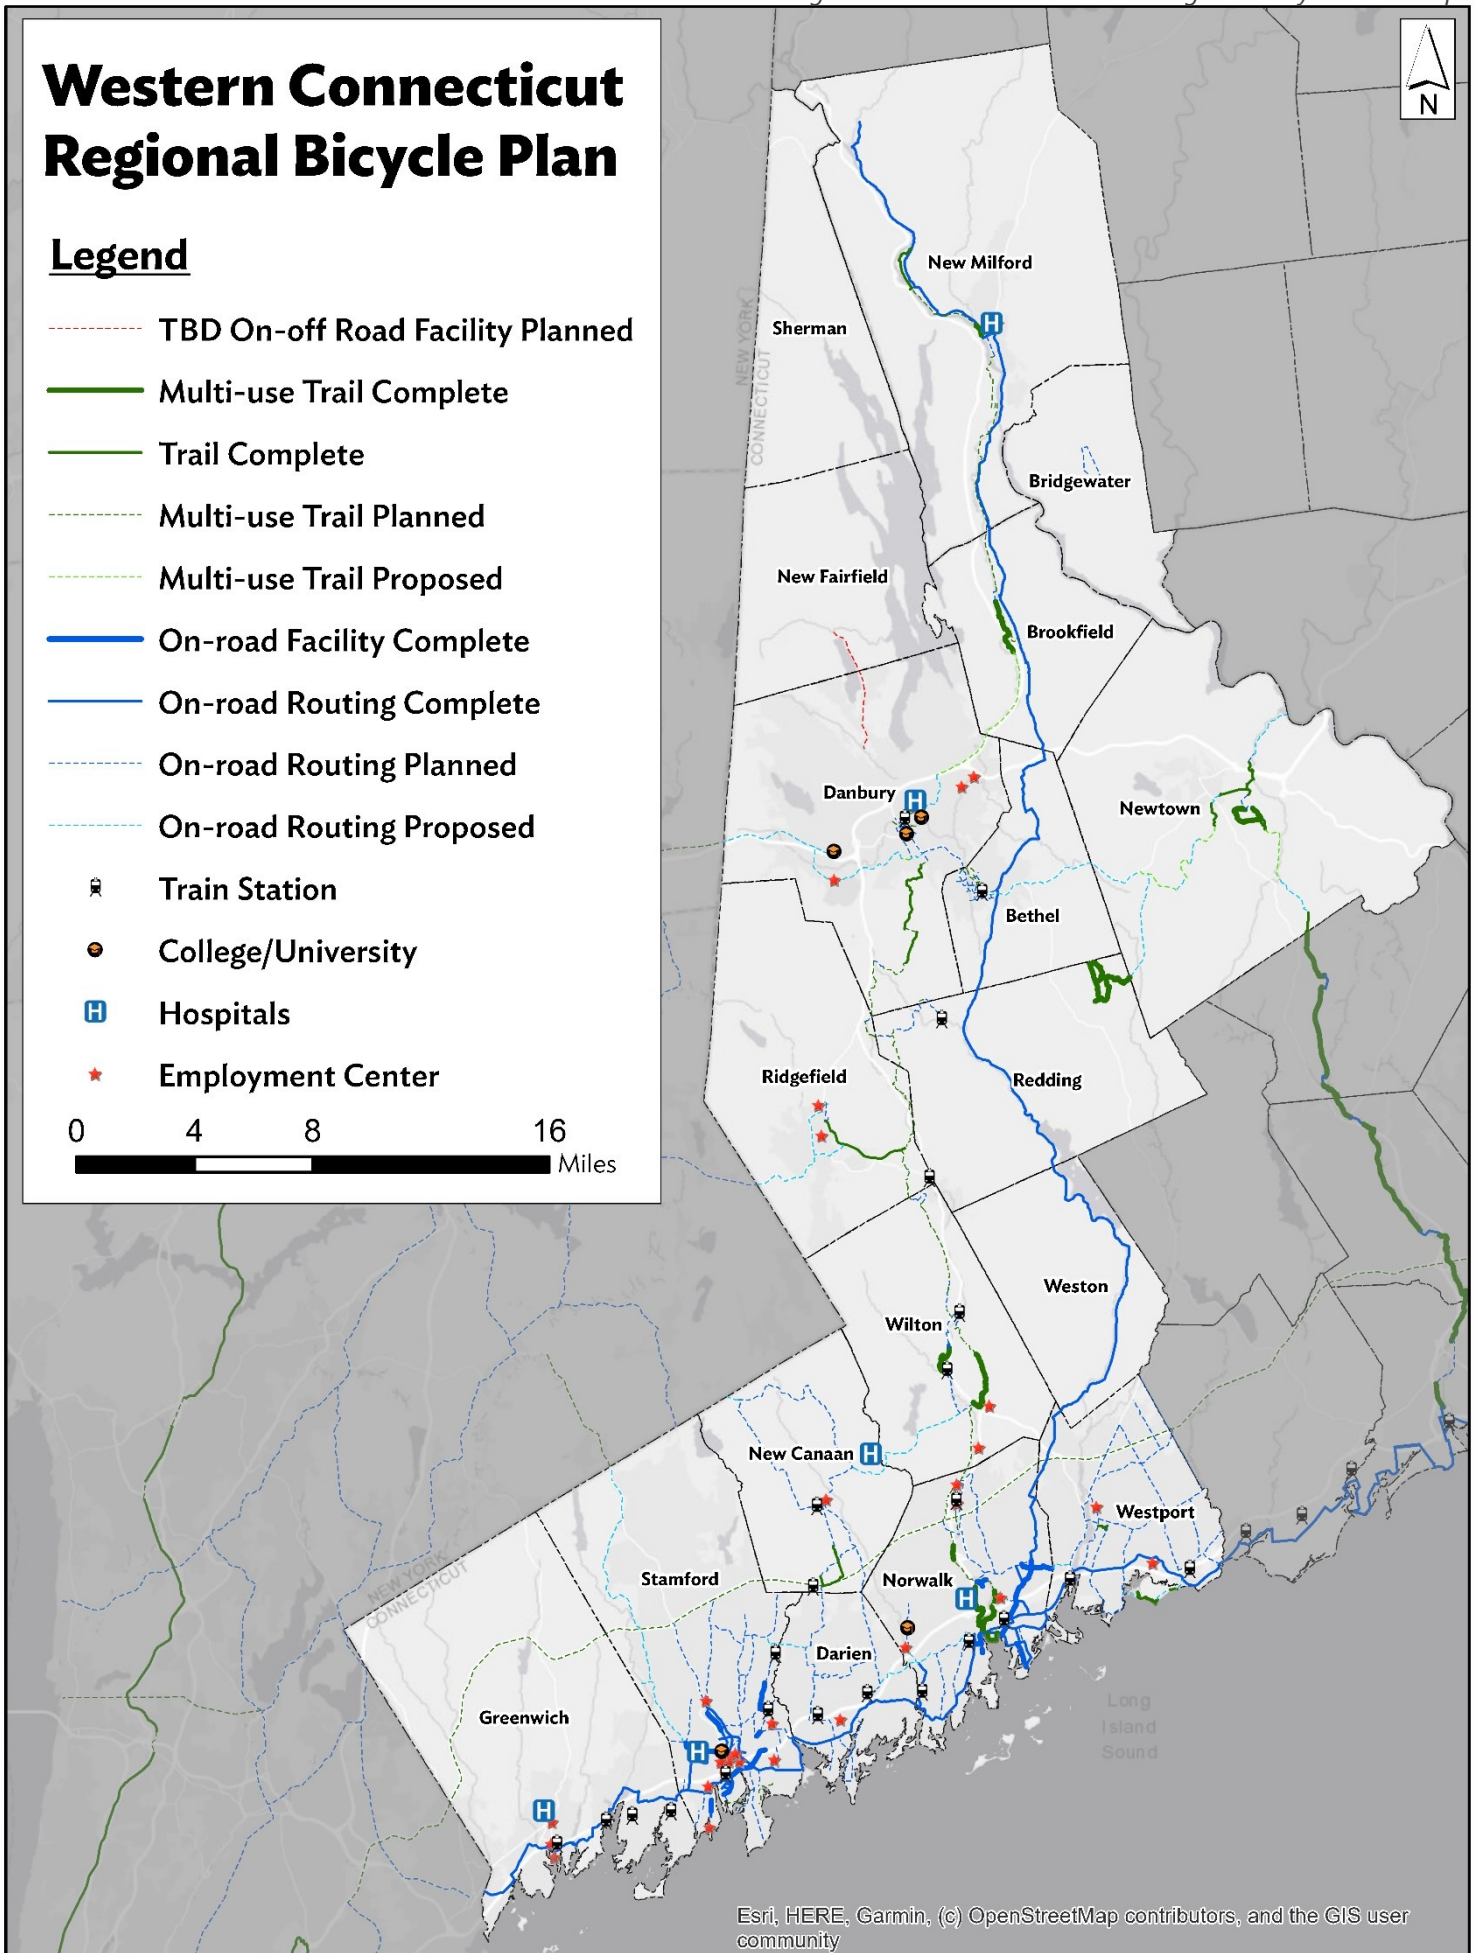 Western Connecticut
Regional Bicycle Plan
N
Legend
TBD On-off Road Facility Planned
Multi-use Trail Complete
Trail Complete
Multi-use Trail Planned
Multi-use Trail Proposed
On-road Facility Complete
On-road Routing Complete
On-road Routing Planned
On-road Routing Proposed
Train Station
College/University
H Hospitals
Employment Center
0 4 8 16
Miles
New Milford
H
Sherman
NEW YORK
CONNECTICUT
Bridgewater
New Fairfield
Brookfield
Danbury H
Newtown
Bethel
Ridgefield
Redding
Weston
Wilton
New Canaan H
Westport
NEW YORK
CONNECTICUT
Stamford
Norwalk
H
Darien
Greenwich
Long
Island
Sound
H
H
Esri, HERE, Garmin, (c) OpenStreetMap contributors, and the GIS user
community